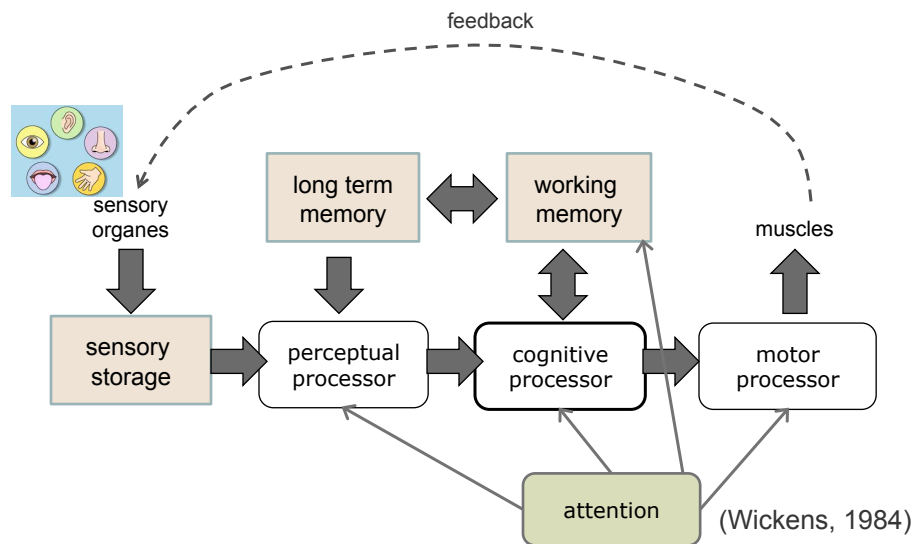 feedback
sensory
organes
long term
memory
working
memory
muscles
sensory
storage
perceptual
processor
cognitive
processor
motor
processor
attention
(Wickens, 1984)